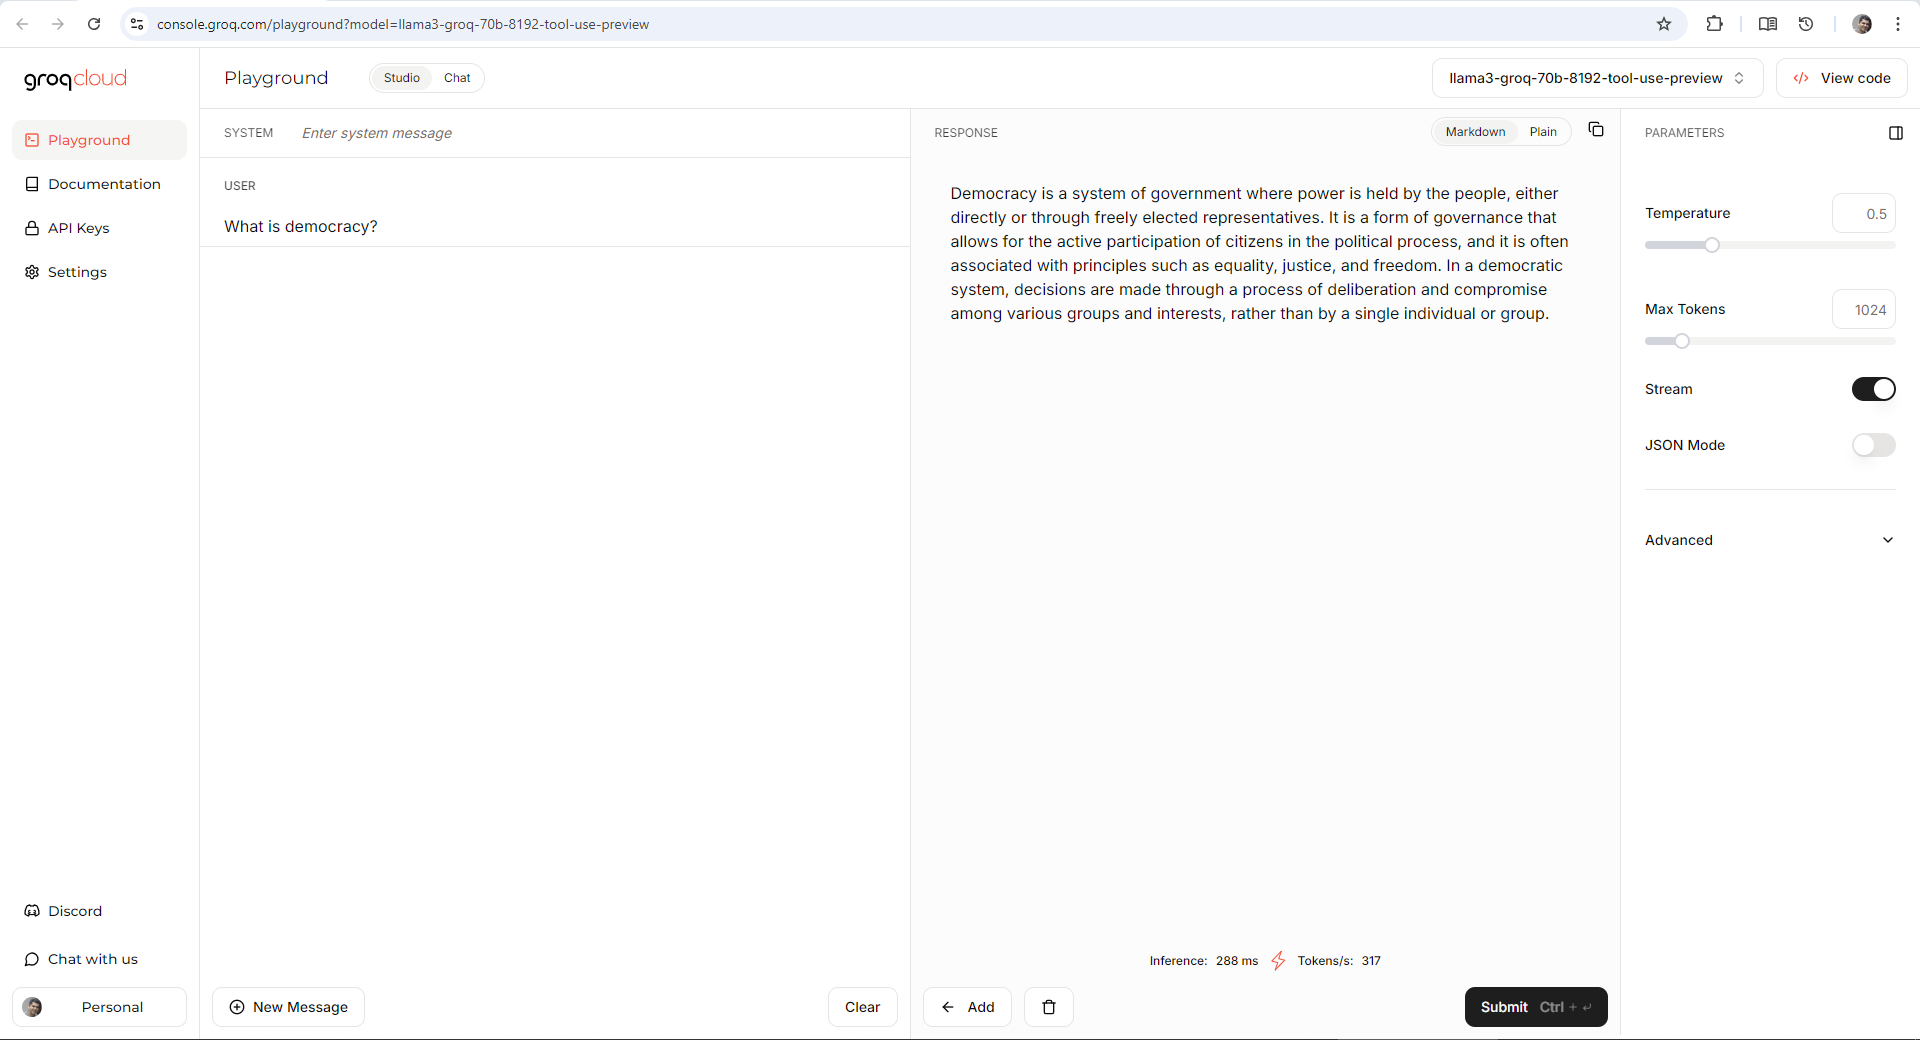 console.groq.com/playground?model=llama3-groq-70b-8192-tool-use-preview
groqcloud
Playground
Studio
Chat
llama3-groq-70b-8192-tool-use-preview
View code
Playground
Documentation
API Keys
Settings
SYSTEM
Enter system message
USER
What is democracy?
RESPONSE
Markdown
Plain
Democracy is a system of government where power is held by the people, either
directly or through freely elected representatives. It is a form of governance that
allows for the active participation of citizens in the political process, and it is often
associated with principles such as equality, justice, and freedom. In a democratic
system, decisions are made through a process of deliberation and compromise
among various groups and interests, rather than by a single individual or group.
PARAMETERS
Temperature
0.5
Max Tokens
1024
Stream
JSON Mode
Advanced
Discord
Chat with us
Personal
New Message
Clear
Inference: 288 ms
Tokens/s: 317
Add
Submit Ctrl + ↵